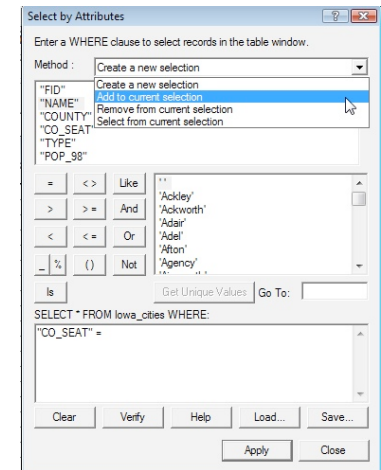 Select by Attributes
Enter a WHERE clause to select records in the table window.
Method : Create a new selection
Create a new selection
Add to current selection
Remove from current selection
Select from current selection
"FID"
"NAME"
"COUNTY"
"CO_SEAT"
"TYPE"
"POP_98"
= <> Like ' '
'Ackley'
> >= And 'Ackworth'
'Adair'
< <= Or 'Adel'
'Afton'
_ % () Not 'Agency'
Is Get Unique Values Go To:
SELECT * FROM Iowa_cities WHERE:
"CO_SEAT" =
Clear Verify Help Load... Save...
Apply Close